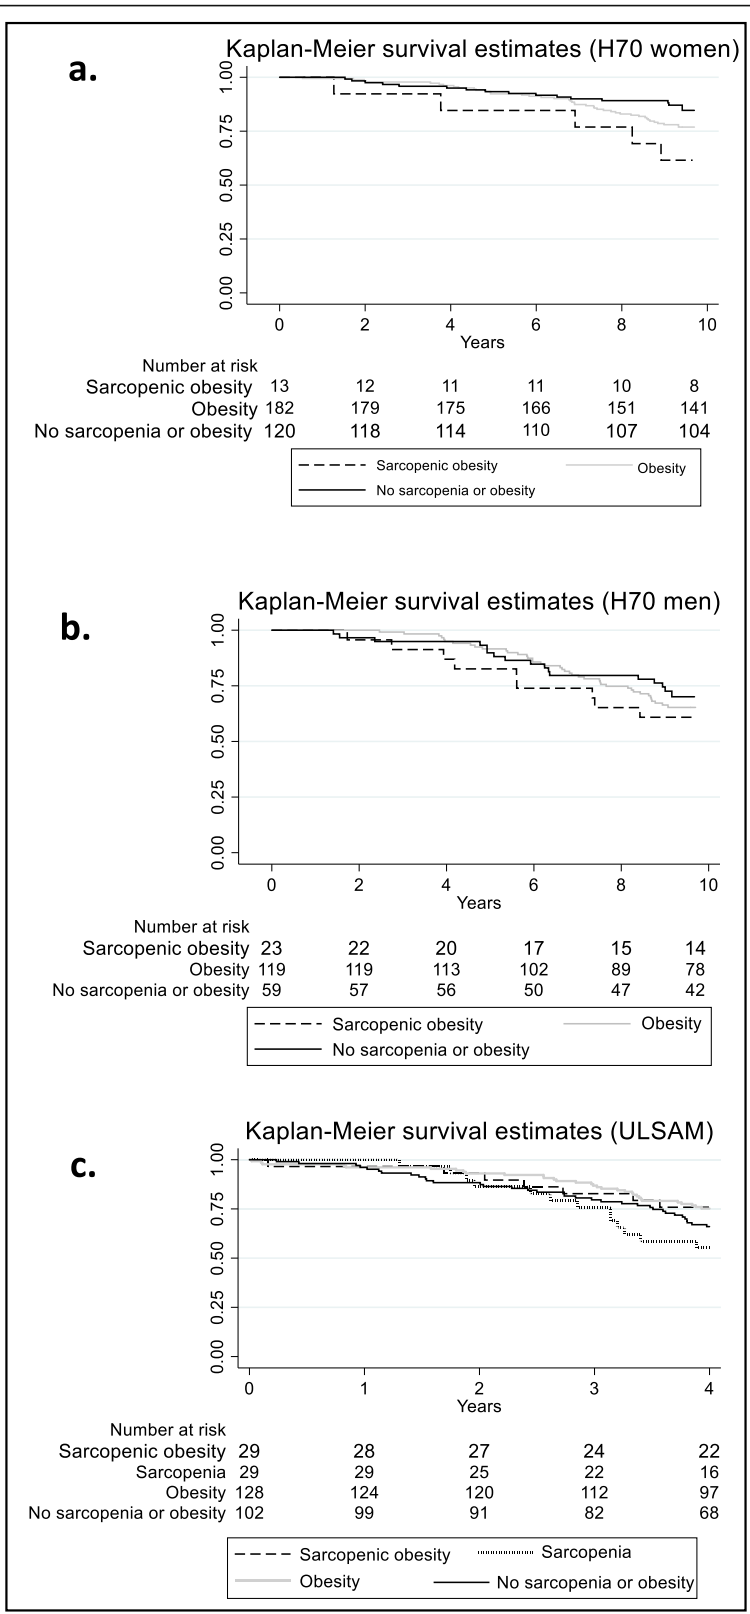 a.
Kaplan-Meier survival estimates (H70 women)
1.00
0.75
0.50
0.25
0.00
0 2 4 6 8 10
Years
Number at risk
Sarcopenic obesity 13 12 11 11 10 8
Obesity 182 179 175 166 151 141
No sarcopenia or obesity 120 118 114 110 107 104
Sarcopenic obesity Obesity
No sarcopenia or obesity
b.
Kaplan-Meier survival estimates (H70 men)
1.00
0.75
0.50
0.25
0.00
0 2 4 6 8 10
Years
Number at risk
Sarcopenic obesity 23 22 20 17 15 14
Obesity 119 119 113 102 89 78
No sarcopenia or obesity 59 57 56 50 47 42
Sarcopenic obesity Obesity
No sarcopenia or obesity
c.
Kaplan-Meier survival estimates (ULSAM)
1.00
0.75
0.50
0.25
0.00
0 1 2 3 4
Years
Number at risk
Sarcopenic obesity 29 28 27 24 22
Sarcopenia 29 29 25 22 16
Obesity 128 124 120 112 97
No sarcopenia or obesity 102 99 91 82 68
Sarcopenic obesity Sarcopenia
Obesity No sarcopenia or obesity